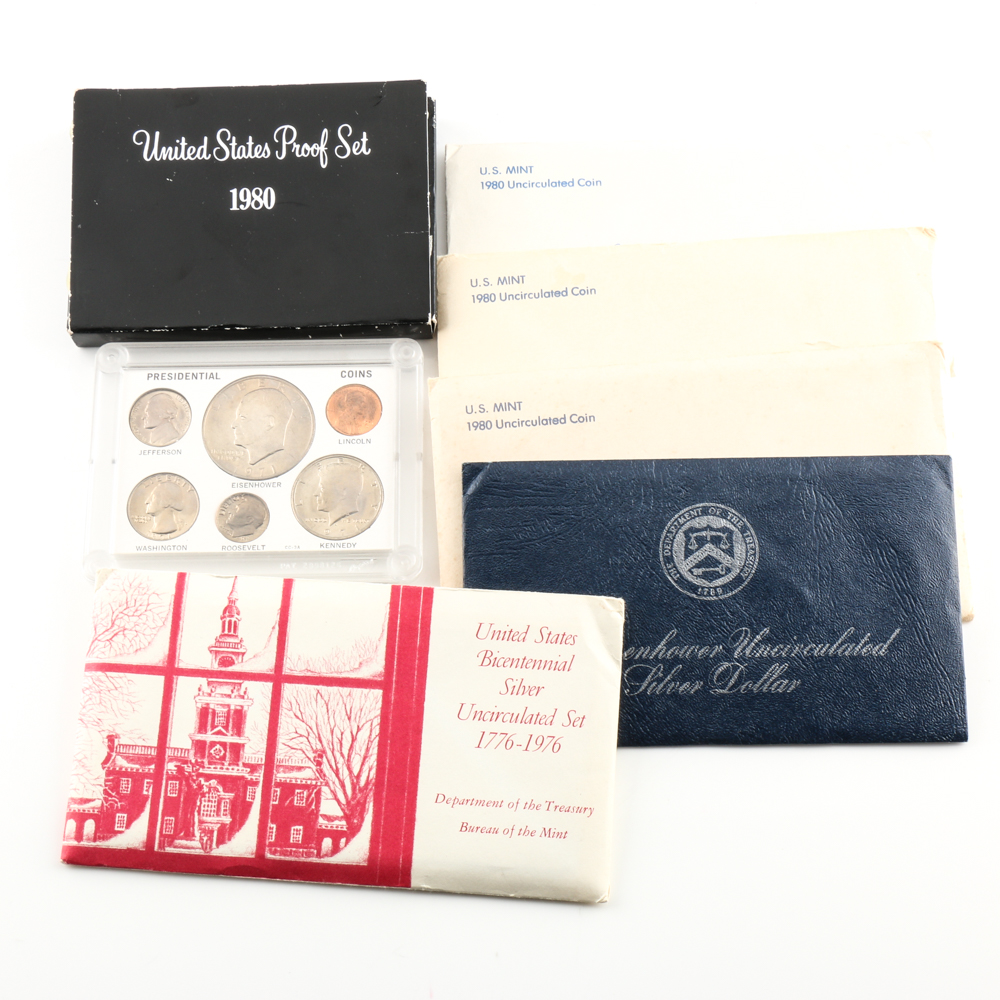 United States Proof Set
1980
U.S. MINT
1980 Uncirculated Coin
U.S. MINT
1980 Uncirculated Coin
U.S. MINT
1980 Uncirculated Coin
PRESIDENTIAL COINS
JEFFERSON
LINCOLN
EISENHOWER
WASHINGTON
ROOSEVELT
KENNEDY
THE DEPARTMENT OF THE TREASURY
1789
enhower Uncirculated
Silver Dollar
United States
Bicentennial
Silver
Uncirculated Set
1776-1976
Department of the Treasury
Bureau of the Mint